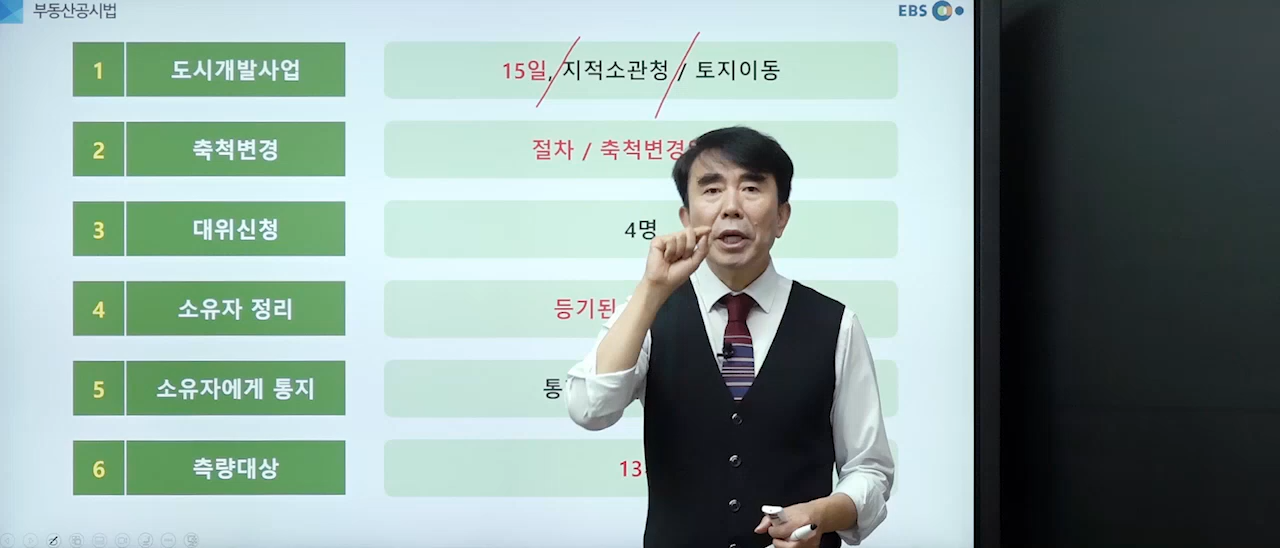 부동산공시법
EBS
1 도시개발사업 15일, 지적소관청 / 토지이동
2 축척변경 절차 / 축척변경
3 대위신청 4명
4 소유자 정리 등기된
5 소유자에게 통지 통
6 측량대상 13